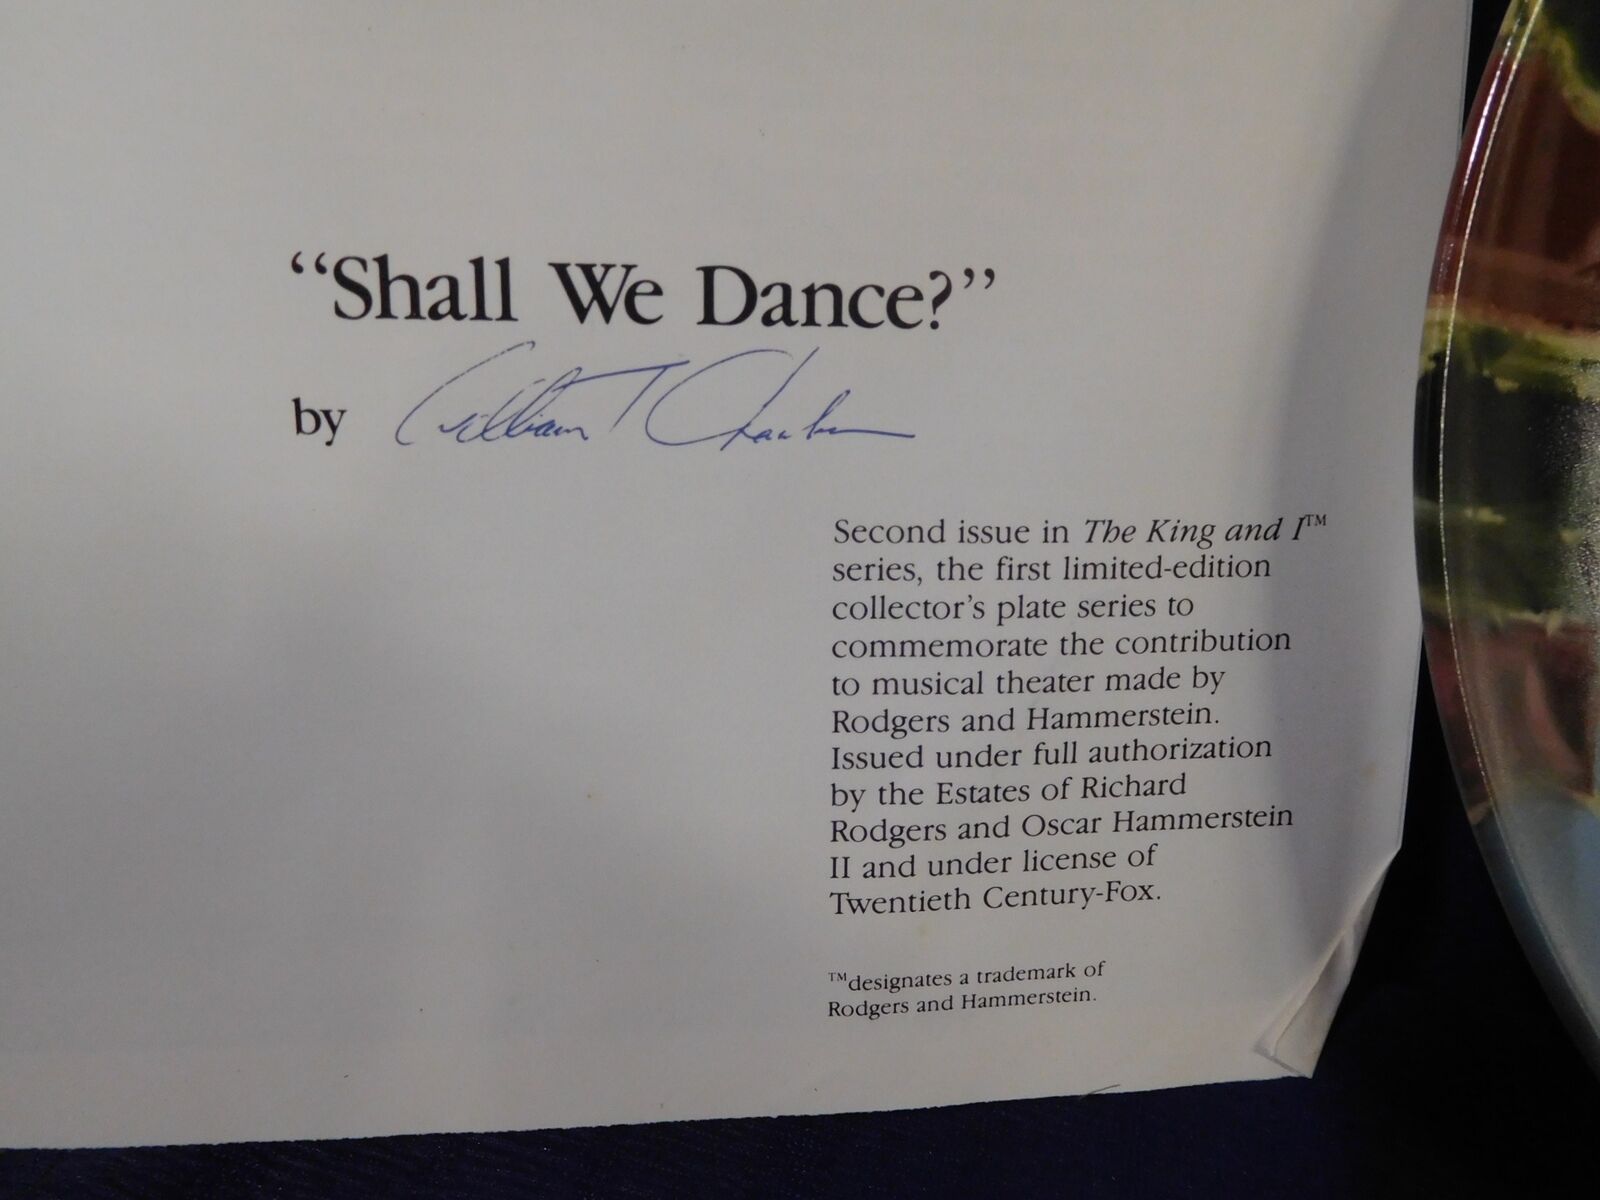 “Shall We Dance?”
by William T Chambers
Second issue in The King and I™
series, the first limited-edition
collector's plate series to
commemorate the contribution
to musical theater made by
Rodgers and Hammerstein.
Issued under full authorization
by the Estates of Richard
Rodgers and Oscar Hammerstein
II and under license of
Twentieth Century-Fox.
™designates a trademark of
Rodgers and Hammerstein.